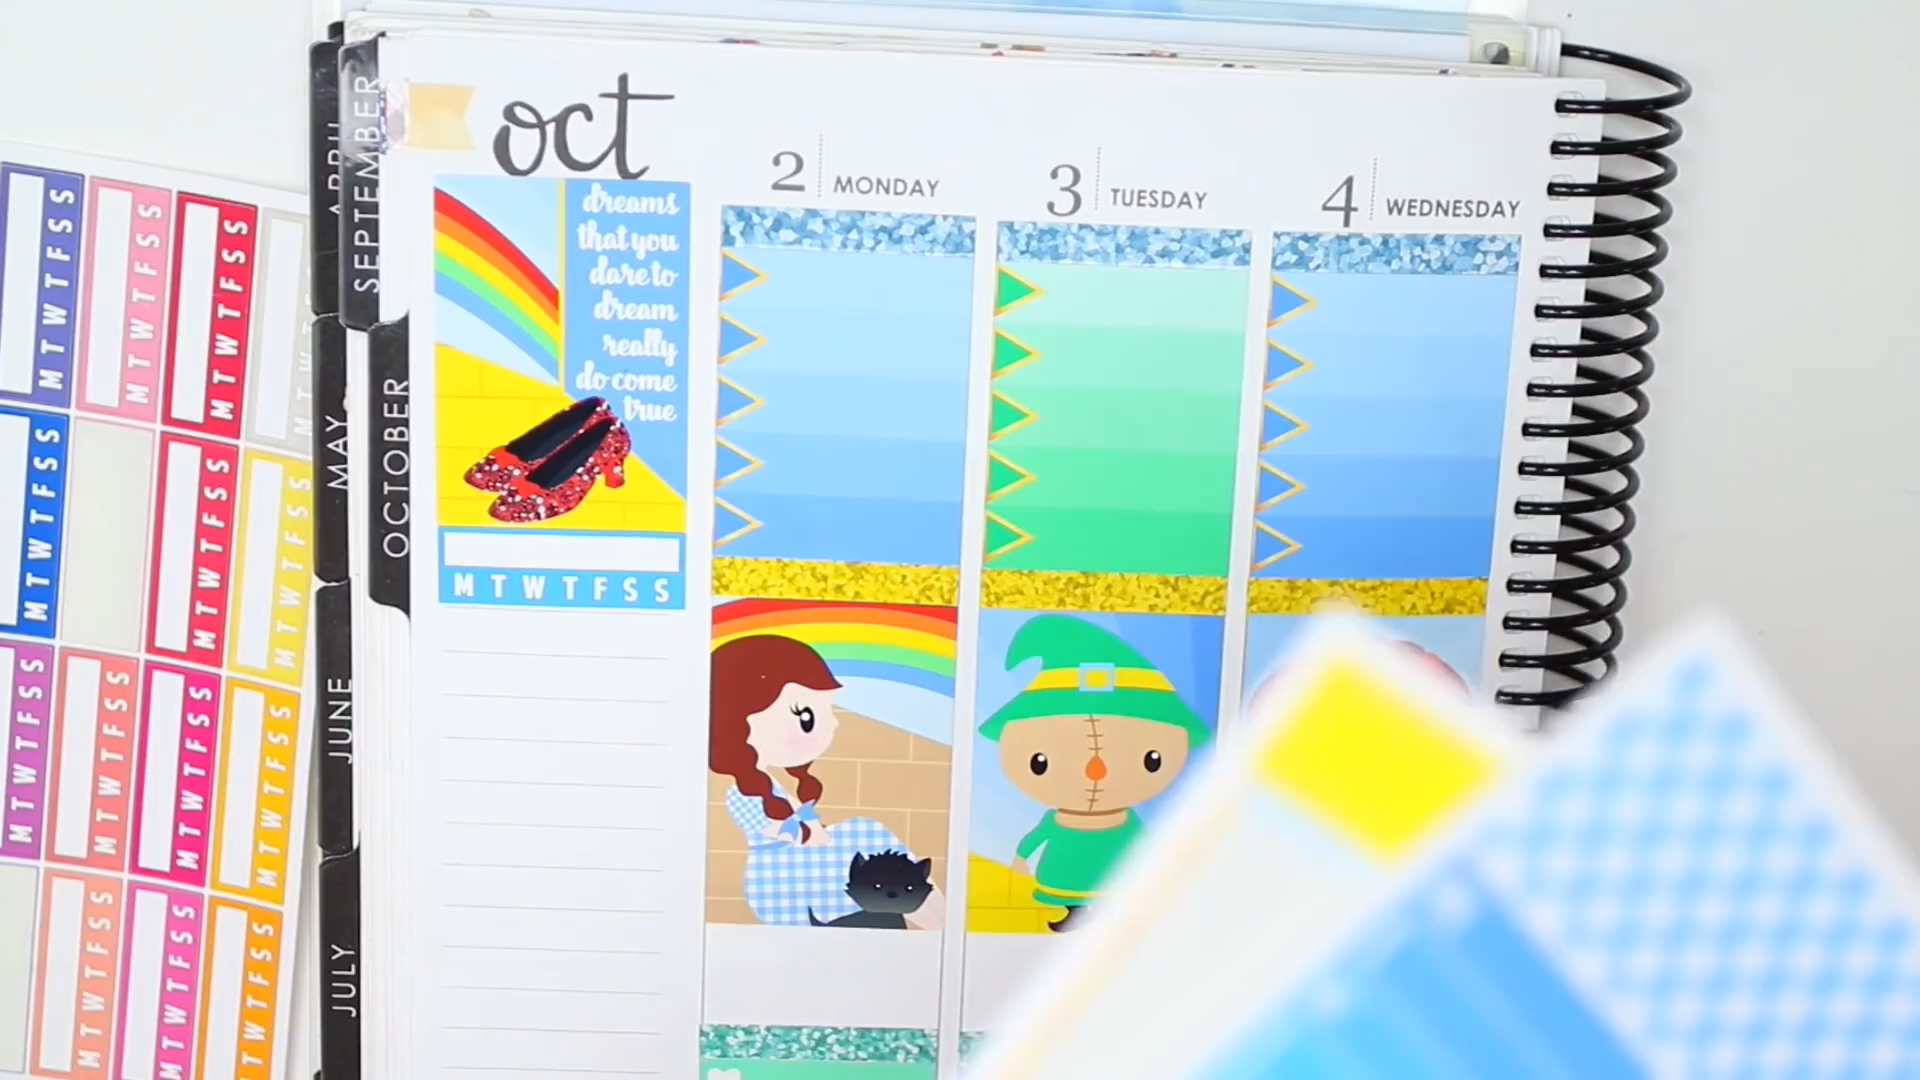 oct
2 MONDAY
3 TUESDAY
4 WEDNESDAY
dreams
that you
dare to
dream
really
do come
true
M T W T F S S
APRIL
SEPTEMBER
MAY
OCTOBER
JUNE
JULY
M T W T F S S
M T W T F S S
M T W T F S S
M T W T F S S
M T W T F S S
M T W T F S S
M T W T F S S
M T W T F S S
M T W T F S S
M T W T F S S
M T W T F S S
M T W T F S S
M T W T F S S